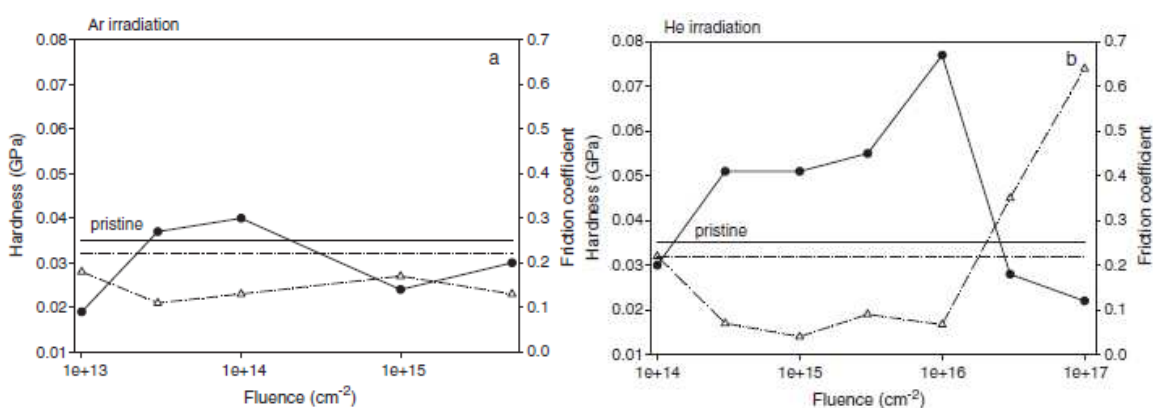 Ar irradiation
a
0.08
0.07
0.06
0.05
0.04
0.03
0.02
0.01
Hardness (GPa)
pristine
0.7
0.6
0.5
0.4
0.3
0.2
0.1
0.0
Friction coefficient
1e+13
1e+14
1e+15
Fluence (cm⁻²)
He irradiation
b
0.08
0.07
0.06
0.05
0.04
0.03
0.02
0.01
Hardness (GPa)
pristine
0.7
0.6
0.5
0.4
0.3
0.2
0.1
0.0
Friction coefficient
1e+14
1e+15
1e+16
1e+17
Fluence (cm⁻²)